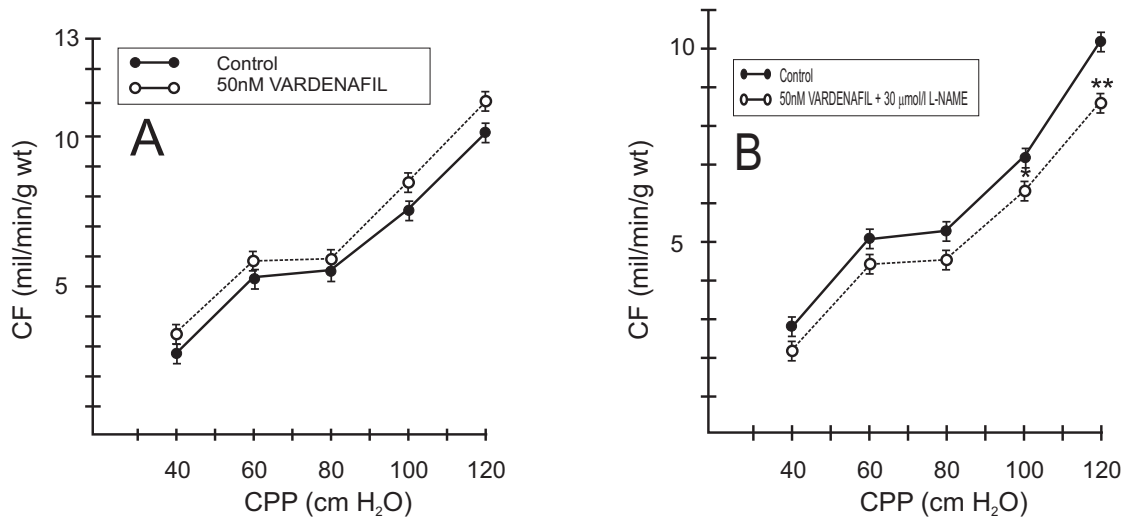 13
Control
50nM VARDENAFIL
A
10
5
CF (mil/min/g wt)
40 60 80 100 120
CPP (cm H₂O)
10
Control
50nM VARDENAFIL + 30 μmol/l L-NAME
B
**
*
5
CF (mil/min/g wt)
40 60 80 100 120
CPP (cm H₂O)